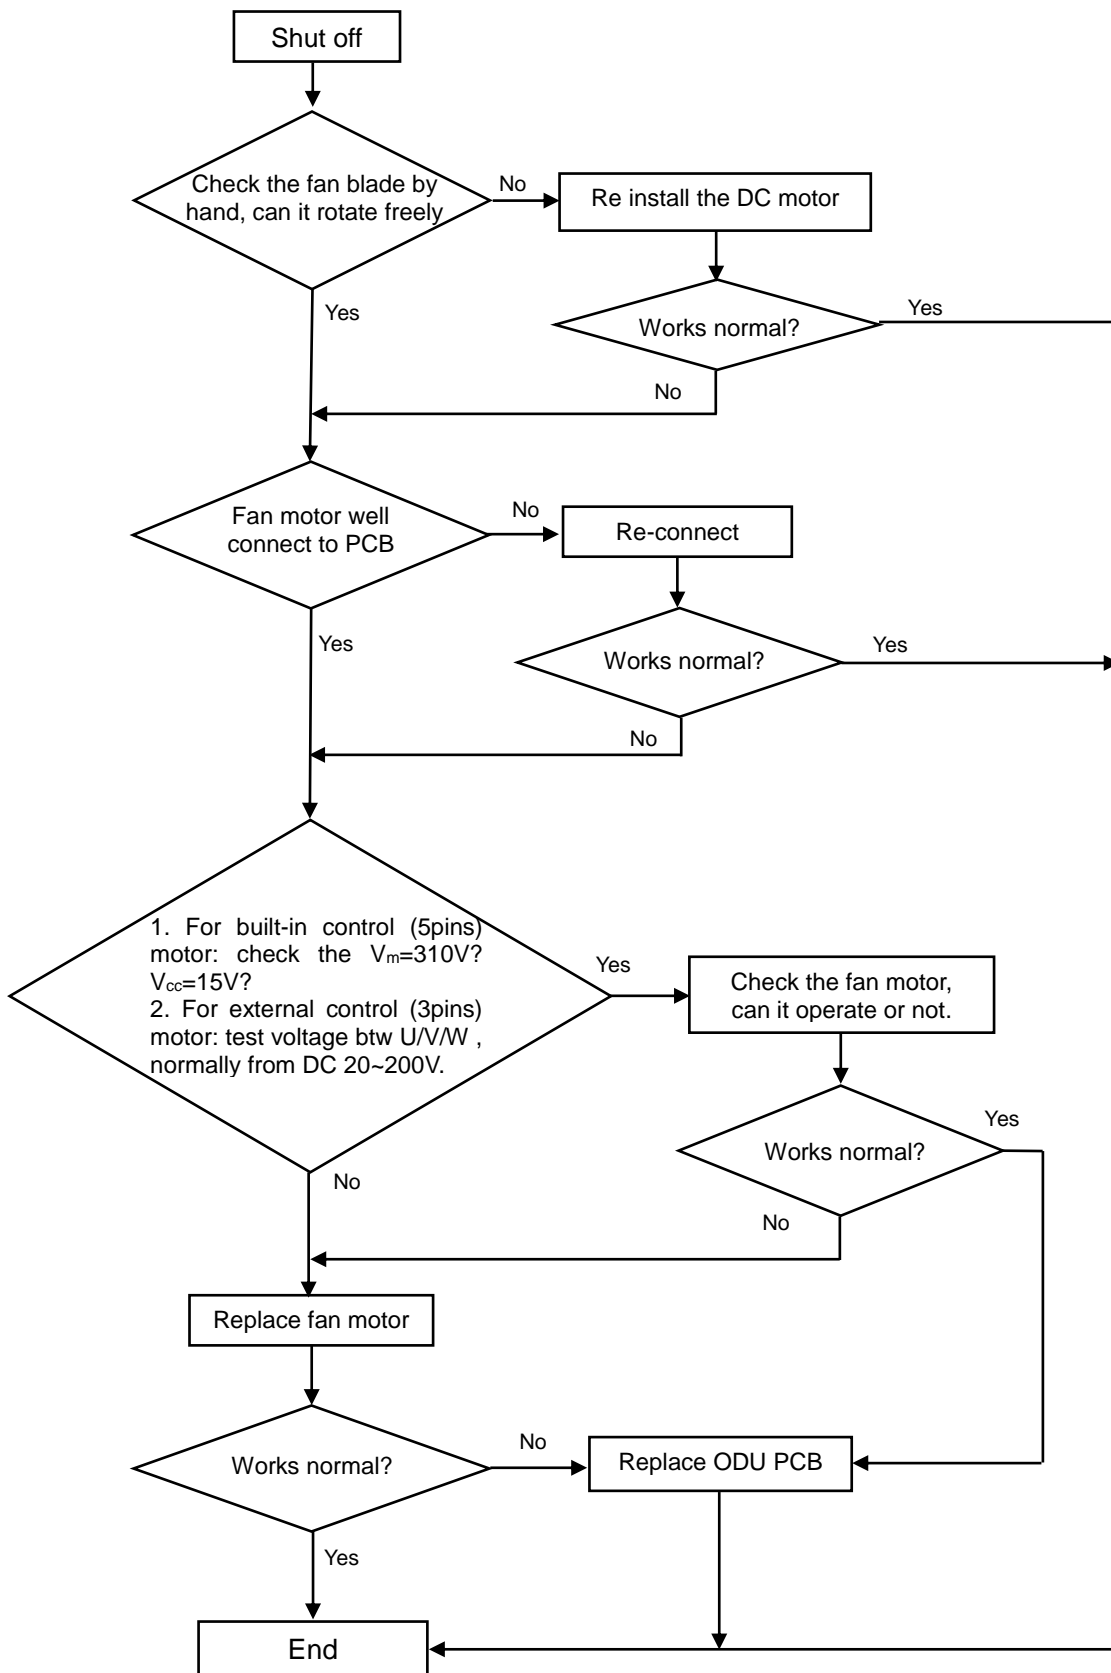 Shut off
Check the fan blade by
hand, can it rotate freely
No
Re install the DC motor
Yes
Works normal?
Yes
No
Fan motor well
connect to PCB
No
Re-connect
Yes
Works normal?
Yes
No
1. For built-in control (5pins)
motor: check the Vm=310V?
Vcc=15V?
2. For external control (3pins)
motor: test voltage btw U/V/W ,
normally from DC 20~200V.
Yes
Check the fan motor,
can it operate or not.
No
Works normal?
Yes
No
Replace fan motor
Works normal?
No
Replace ODU PCB
Yes
End